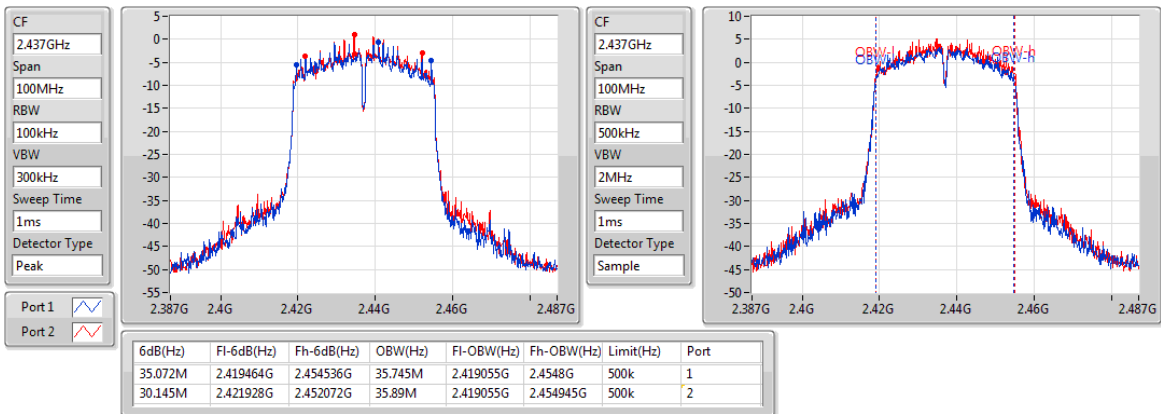 CF
2.437GHz
Span
100MHz
RBW
100kHz
VBW
300kHz
Sweep Time
1ms
Detector Type
Peak
Port 1
Port 2
5
0
-5
-10
-15
-20
-25
-30
-35
-40
-45
-50
-55
2.387G 2.4G 2.42G 2.44G 2.46G 2.487G
CF
2.437GHz
Span
100MHz
RBW
500kHz
VBW
2MHz
Sweep Time
1ms
Detector Type
Sample
10
5
0
-5
-10
-15
-20
-25
-30
-35
-40
-45
-50
OBW-l OBW-h
OBW-l OBW-h
2.387G 2.4G 2.42G 2.44G 2.46G 2.487G
6dB(Hz) Fl-6dB(Hz) Fh-6dB(Hz) OBW(Hz) Fl-OBW(Hz) Fh-OBW(Hz) Limit(Hz) Port
35.072M 2.419464G 2.454536G 35.745M 2.419055G 2.4548G 500k 1
30.145M 2.421928G 2.452072G 35.89M 2.419055G 2.454945G 500k 2